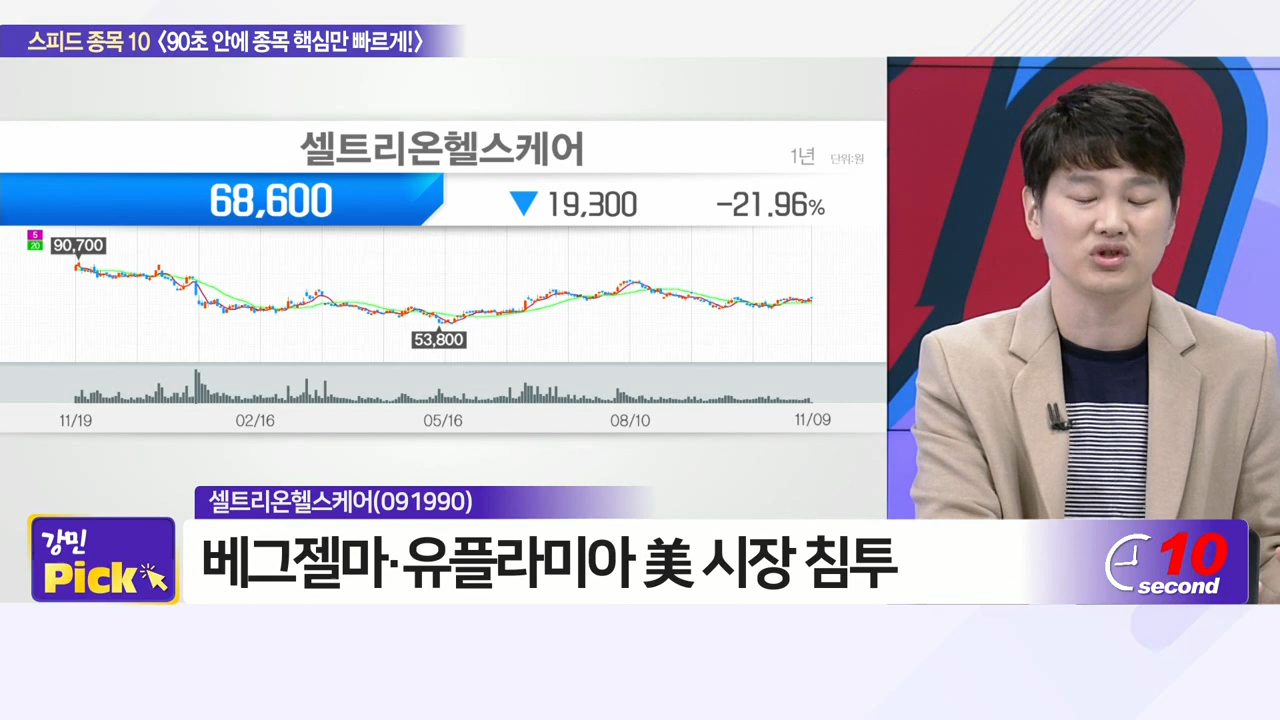 스피드 종목 10 〈90초 안에 종목 핵심만 빠르게!〉
셀트리온헬스케어
1년 단위:원
68,600 ▼ 19,300 -21.96%
5
20
90,700
53,800
11/19 02/16 05/16 08/10 11/09
셀트리온헬스케어(091990)
강민
Pick
베그젤마·유플라미아 美 시장 침투
10
second